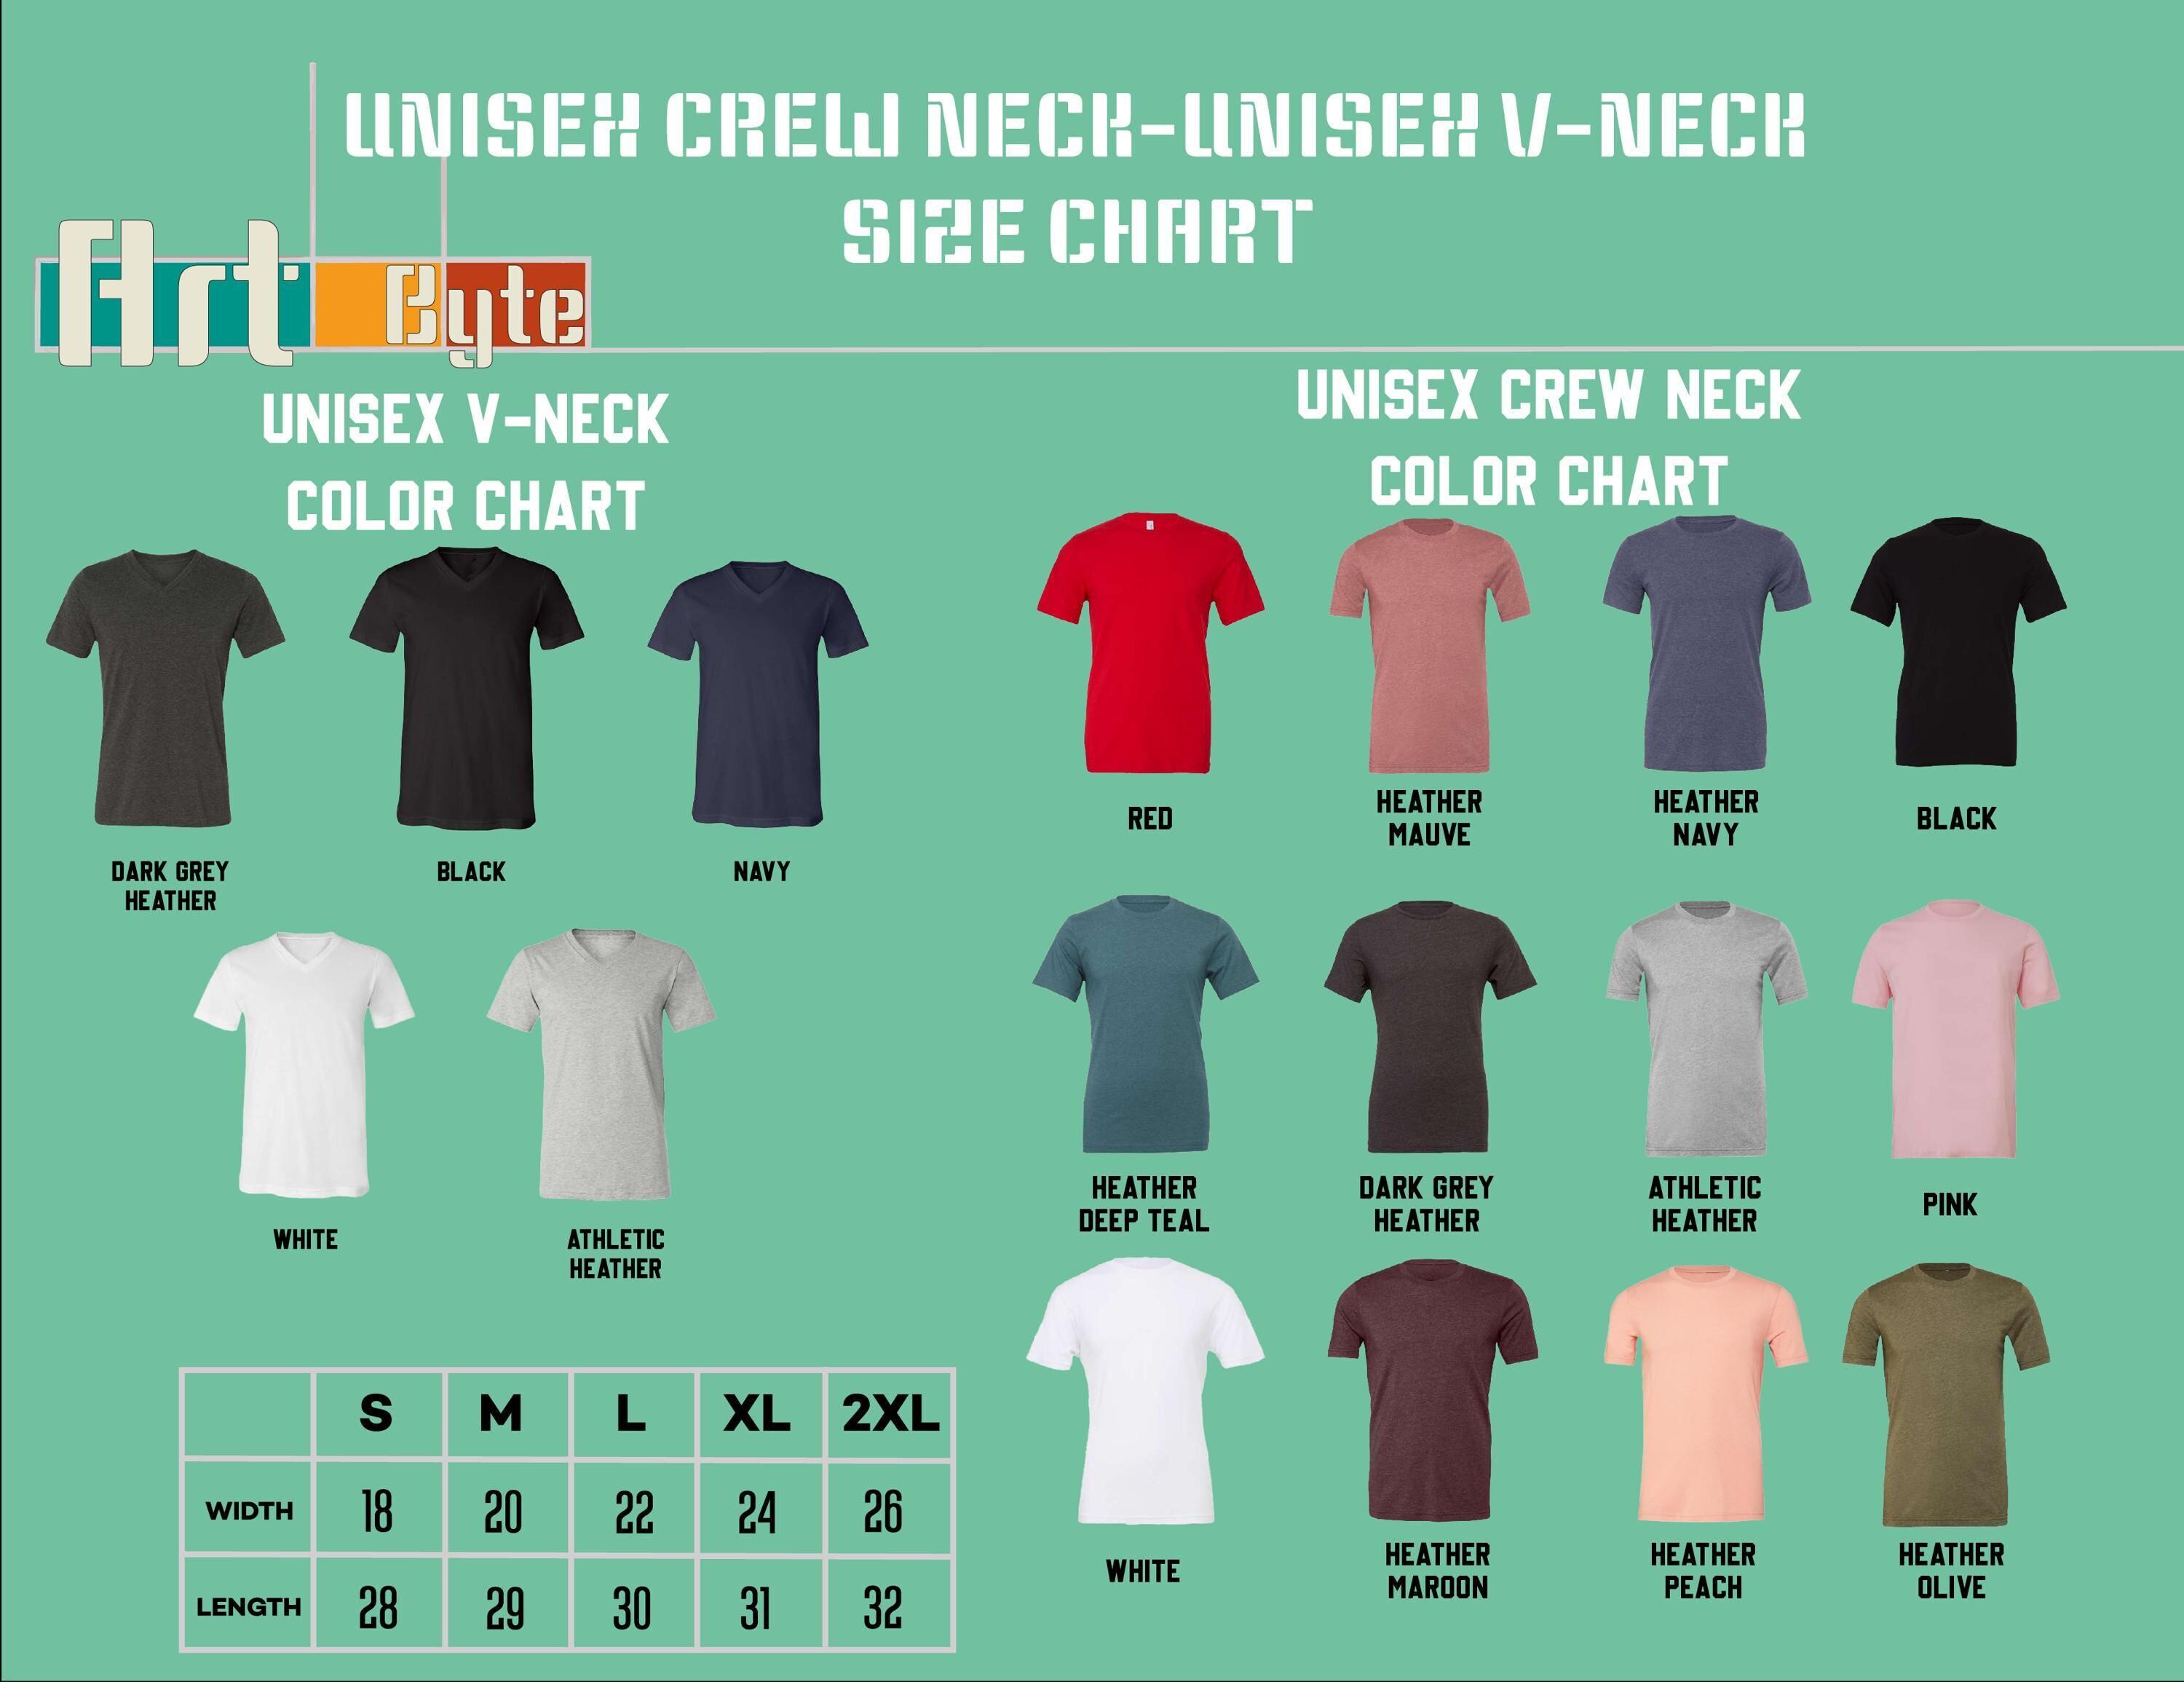 UNISEX CREW NECK-UNISEX V-NECK
SIZE CHART
Art Byte
UNISEX V-NECK
COLOR CHART
DARK GREY
HEATHER
BLACK
NAVY
WHITE
ATHLETIC
HEATHER
S M L XL 2XL
WIDTH 18 20 22 24 26
LENGTH 28 29 30 31 32
UNISEX CREW NECK
COLOR CHART
RED
HEATHER
MAUVE
HEATHER
NAVY
BLACK
HEATHER
DEEP TEAL
DARK GREY
HEATHER
ATHLETIC
HEATHER
PINK
WHITE
HEATHER
MAROON
HEATHER
PEACH
HEATHER
OLIVE